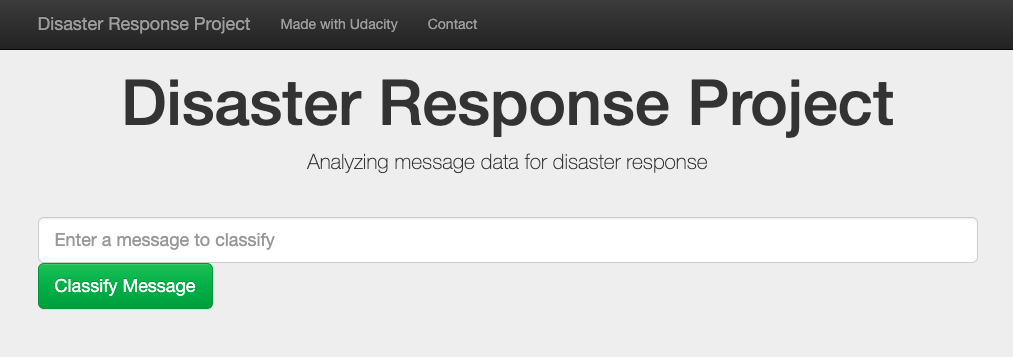 Disaster Response Project Made with Udacity Contact
Disaster Response Project
Analyzing message data for disaster response
Enter a message to classify
Classify Message